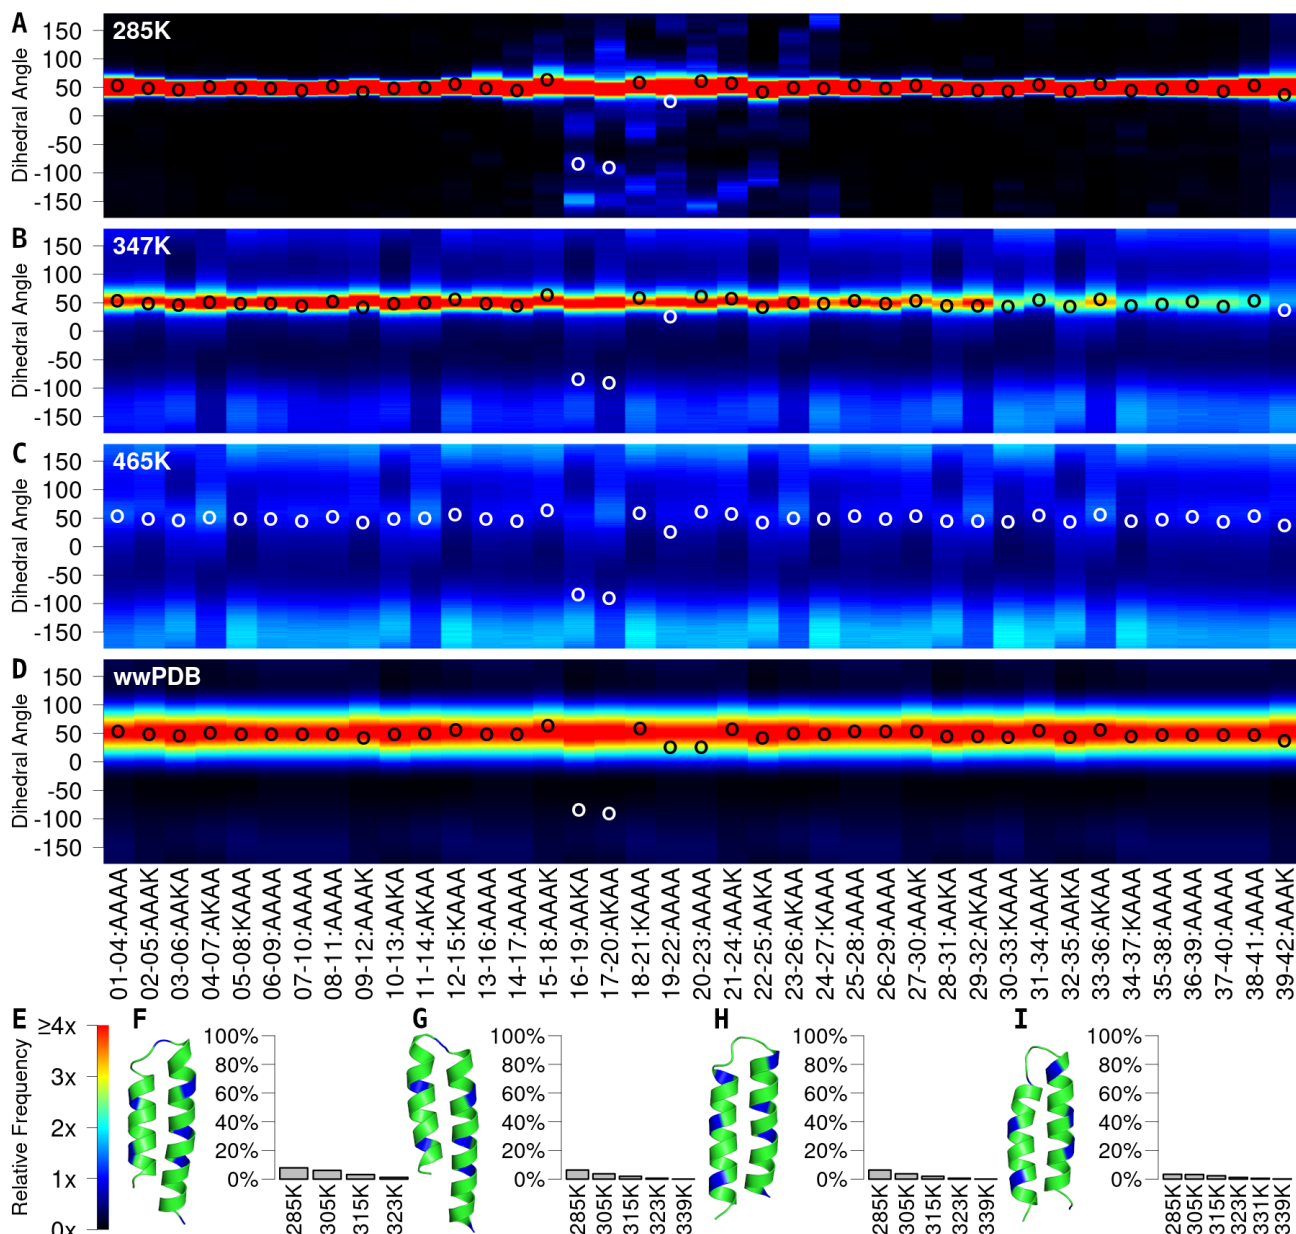 A
285K
Dihedral Angle
150
100
50
0
-50
-100
-150
B
347K
Dihedral Angle
150
100
50
0
-50
-100
-150
C
465K
Dihedral Angle
150
100
50
0
-50
-100
-150
D
wwPDB
Dihedral Angle
150
100
50
0
-50
-100
-150
01-04:AAAA
02-05:AAAK
03-06:AAKA
04-07:AKAA
05-08:KAAA
06-09:AAAA
07-10:AAAA
08-11:AAAA
09-12:AAAK
10-13:AAKA
11-14:AKAA
12-15:KAAA
13-16:AAAA
14-17:AAAA
15-18:AAAK
16-19:AAKA
17-20:AKAA
18-21:KAAA
19-22:AAAA
20-23:AAAA
21-24:AAAK
22-25:AAKA
23-26:AKAA
24-27:KAAA
25-28:AAAA
26-29:AAAA
27-30:AAAK
28-31:AAKA
29-32:AKAA
30-33:KAAA
31-34:AAAK
32-35:AAKA
33-36:AKAA
34-37:KAAA
35-38:AAAA
36-39:AAAA
37-40:AAAA
38-41:AAAA
39-42:AAAK
E
Relative Frequency
≥4x
3x
2x
1x
0x
F
100%
80%
60%
40%
20%
0%
285K
305K
315K
323K
G
100%
80%
60%
40%
20%
0%
285K
305K
315K
323K
339K
H
100%
80%
60%
40%
20%
0%
285K
305K
315K
323K
339K
I
100%
80%
60%
40%
20%
0%
285K
305K
315K
323K
331K
339K